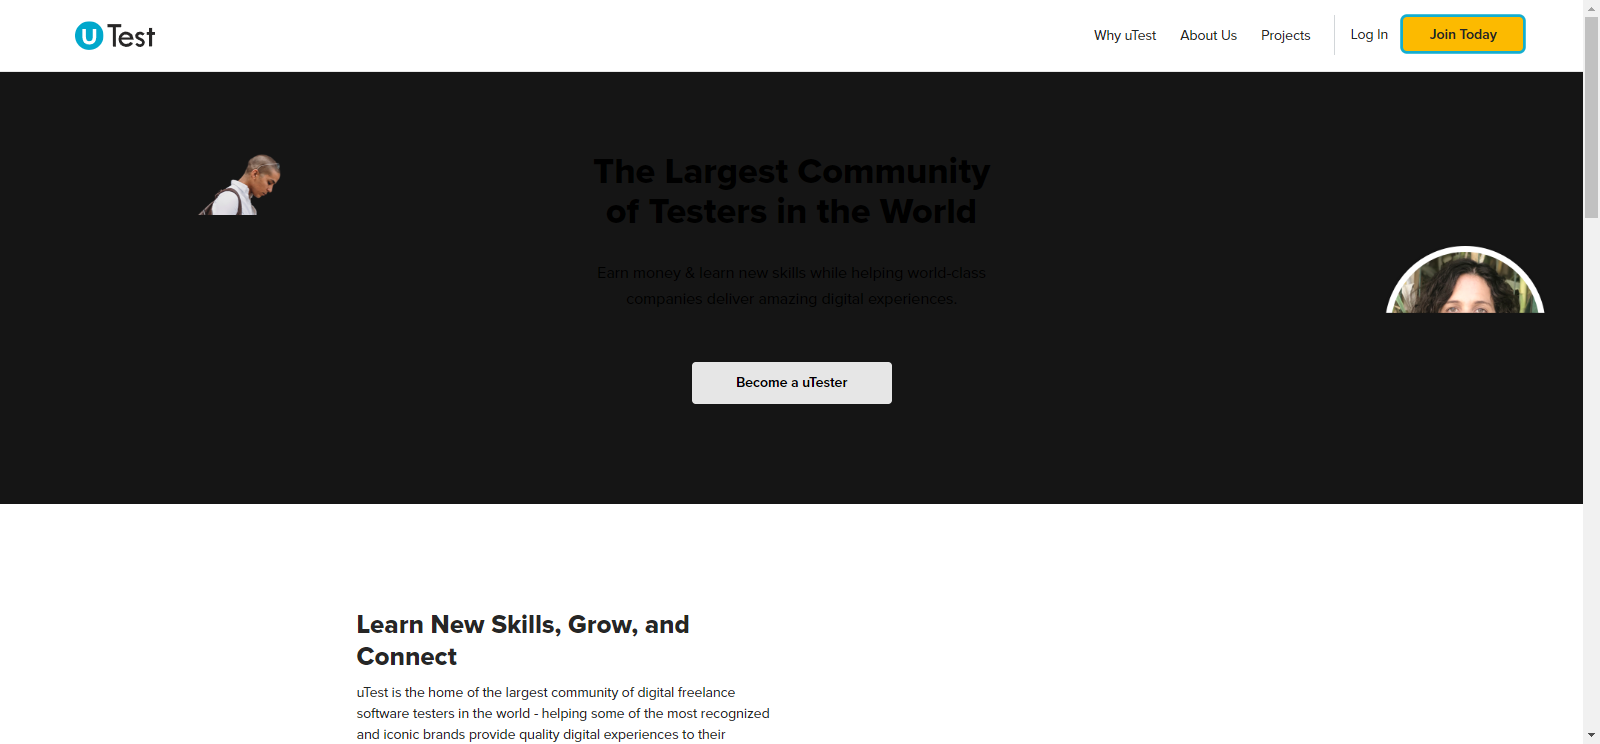 uTest
Why uTest
About Us
Projects
Log In
Join Today
The Largest Community
of Testers in the World
Earn money & learn new skills while helping world-class
companies deliver amazing digital experiences.
Become a uTester
Learn New Skills, Grow, and
Connect
uTest is the home of the largest community of digital freelance
software testers in the world - helping some of the most recognized
and iconic brands provide quality digital experiences to their